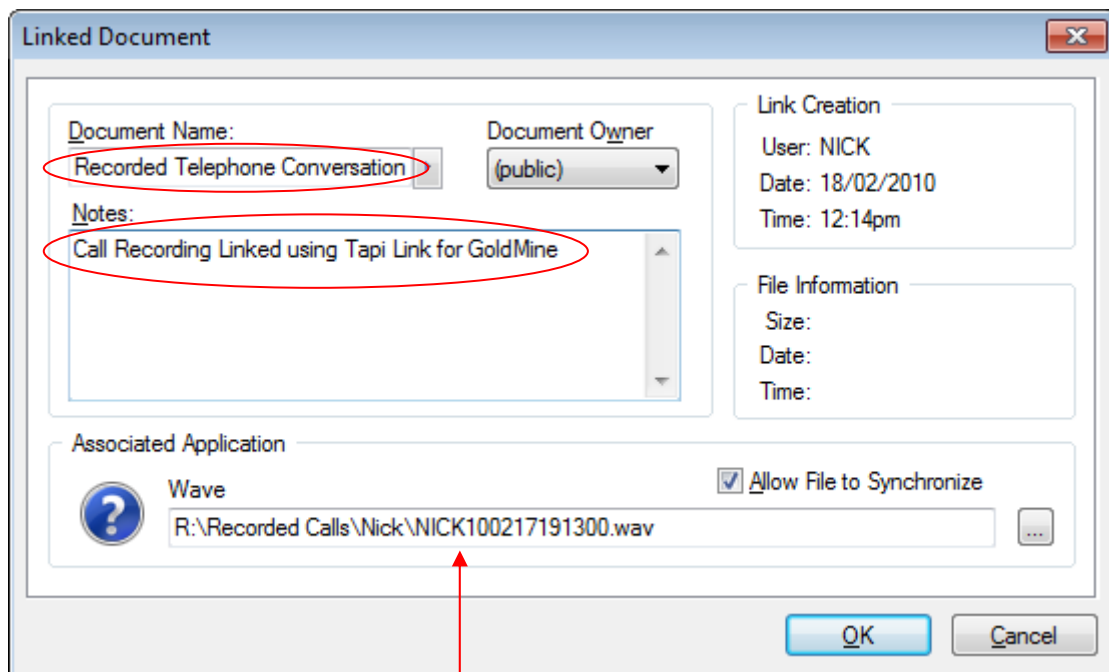 Linked Document
Document Name:
Recorded Telephone Conversation
Document Owner
(public)
Notes:
Call Recording Linked using Tapi Link for GoldMine
Link Creation
User: NICK
Date: 18/02/2010
Time: 12:14pm
File Information
Size:
Date:
Time:
Associated Application
Wave
Allow File to Synchronize
R:\Recorded Calls\Nick\NICK100217191300.wav
...
OK
Cancel